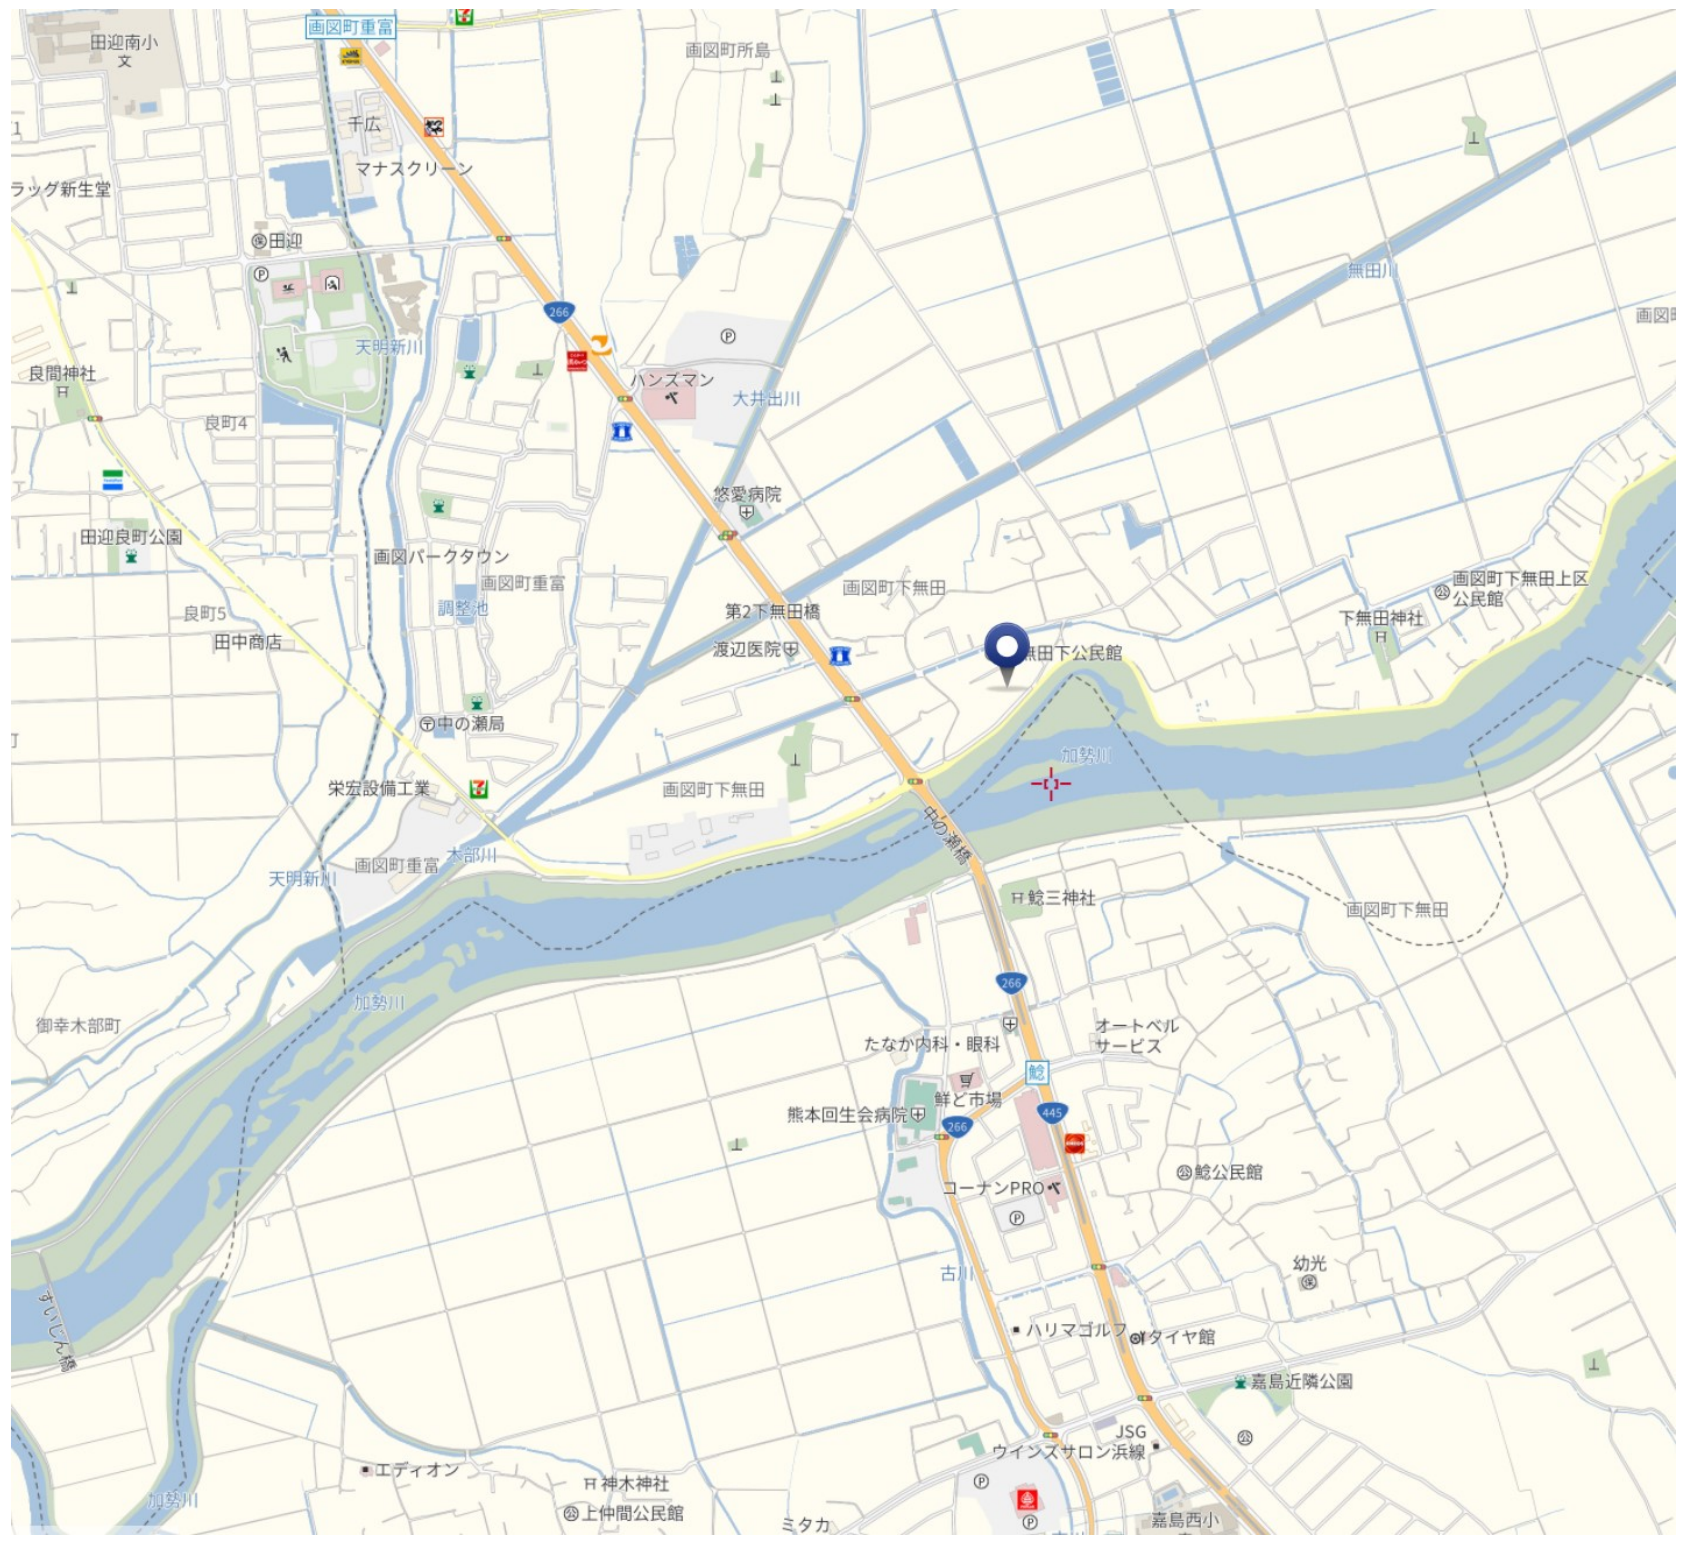 画図町重富
田迎南小
文
画図町所島
千広
1
マナスクリーン
ラッグ新生堂
保
田迎
P
無田川
266
画図
天明新川
P
良間神社
ハンズマン
大井出川
良町4
悠愛病院
田迎良町公園
画図パークタウン
画図町重富
画図町下無田
画図町下無田上区
公民館
公
調整池
良町5
第2下無田橋
下無田神社
田中商店
渡辺医院
無田下公民館
中の瀬局
加勢川
栄宏設備工業
画図町下無田
中の瀬橋
木部川
画図町重富
天明新川
鯰三神社
画図町下無田
266
加勢川
御幸木部町
オートベル
サービス
たなか内科・眼科
鯰
鮮ど市場
熊本回生会病院
445
266
公
鯰公民館
コーナンPRO
P
幼光
保
古川
すいじん橋
ハリマゴルフ
タイヤ館
嘉島近隣公園
JSG
公
ウインズサロン浜線
エディオン
P
神木神社
加勢川
公
上仲間公民館
ミタカ
P
嘉島西小